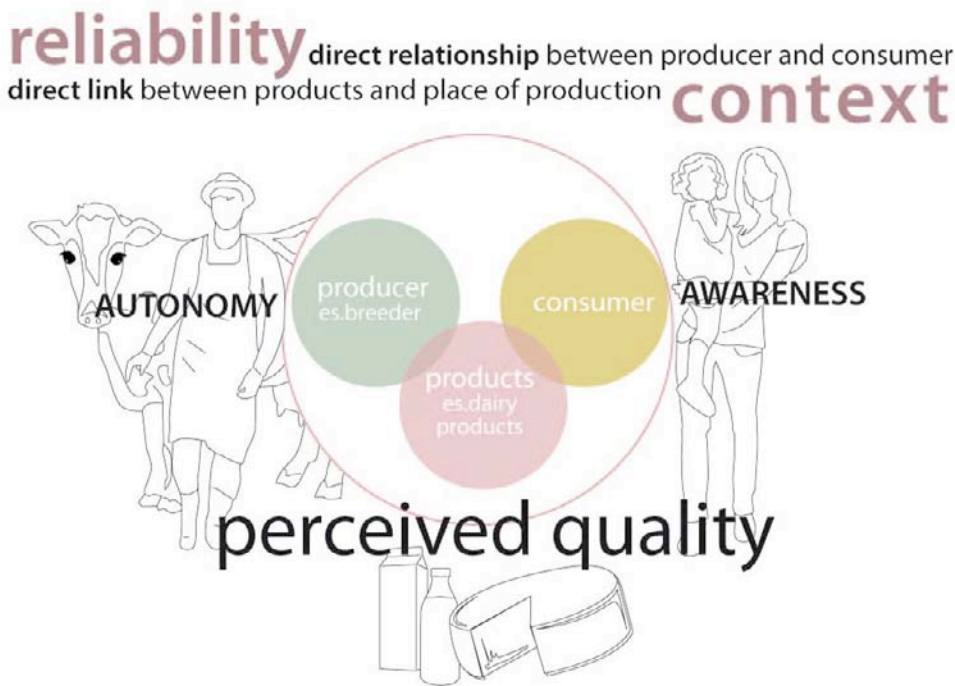 reliability direct relationship between producer and consumer
direct link between products and place of production context
AUTONOMY
producer
es.breeder
consumer
AWARENESS
products
es.dairy
products
perceived quality